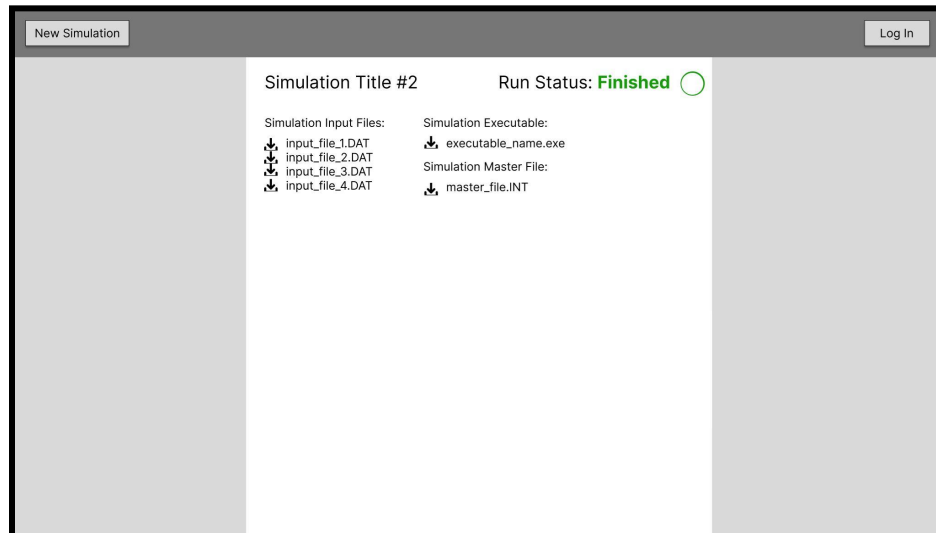 New Simulation
Log In
Simulation Title #2
Run Status: Finished
Simulation Input Files:
input_file_1.DAT
input_file_2.DAT
input_file_3.DAT
input_file_4.DAT
Simulation Executable:
executable_name.exe
Simulation Master File:
master_file.INT